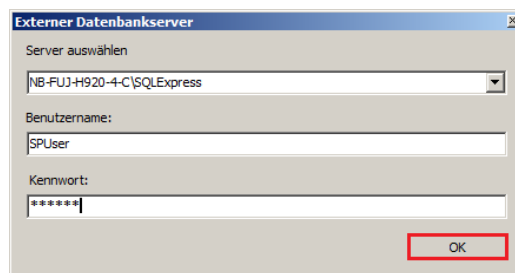 Externer Datenbankserver
Server auswählen
NB-FUJ-H920-4-C\SQLExpress
Benutzername:
SPUser
Kennwort:
******
OK